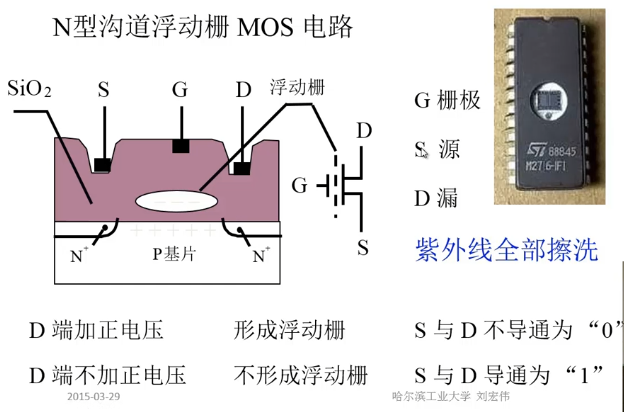 N型沟道浮动栅 MOS 电路
SiO2
S
G
D
浮动栅
D
G
S
N+
P基片
N+
G 栅极
S 源
D 漏
ST 88845
M2716-1F1
紫外线全部擦洗
D 端加正电压 形成浮动栅 S 与 D 不导通为 “0”
D 端不加正电压 不形成浮动栅 S 与 D 导通为 “1”
2015-03-29 哈尔滨工业大学 刘宏伟